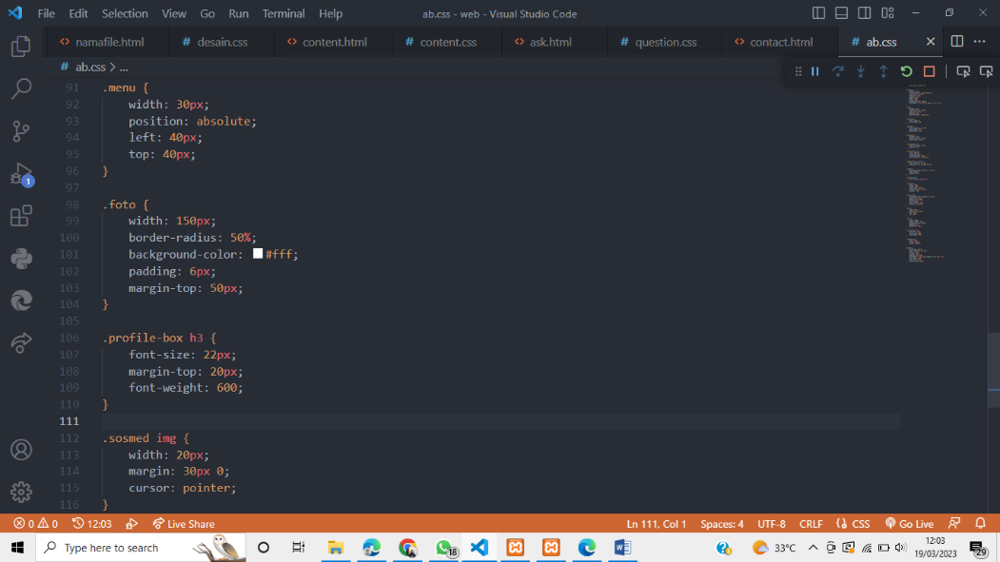 File Edit Selection View Go Run Terminal Help ab.css - web - Visual Studio Code
namafile.html desain.css content.html content.css ask.html question.css contact.html ab.css
ab.css > ...
91 .menu {
92 width: 30px;
93 position: absolute;
94 left: 40px;
95 top: 40px;
96 }
97
98 .foto {
99 width: 150px;
100 border-radius: 50%;
101 background-color: #fff;
102 padding: 6px;
103 margin-top: 50px;
104 }
105
106 .profile-box h3 {
107 font-size: 22px;
108 margin-top: 20px;
109 font-weight: 600;
110 }
111
112 .sosmed img {
113 width: 20px;
114 margin: 30px 0;
115 cursor: pointer;
116 }
1
0 0 12:03 Live Share Ln 111, Col 1 Spaces: 4 UTF-8 CRLF {} CSS Go Live
Type here to search 18 33°C 12:03
19/03/2023 29